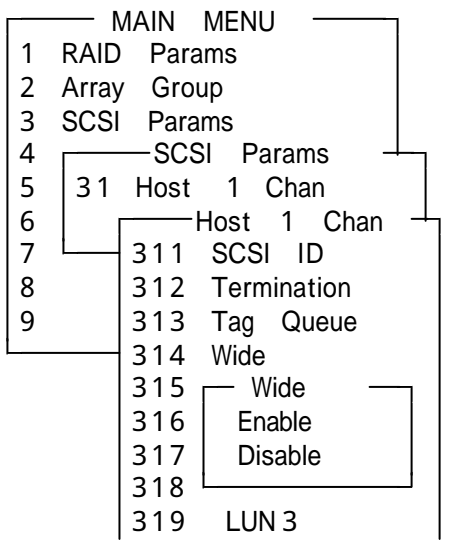 MAIN MENU
1 RAID Params
2 Array Group
3 SCSI Params
4 SCSI Params
5 31 Host 1 Chan
6 Host 1 Chan
7 311 SCSI ID
8 312 Termination
9 313 Tag Queue
314 Wide
315 Wide
316 Enable
317 Disable
318
319 LUN 3